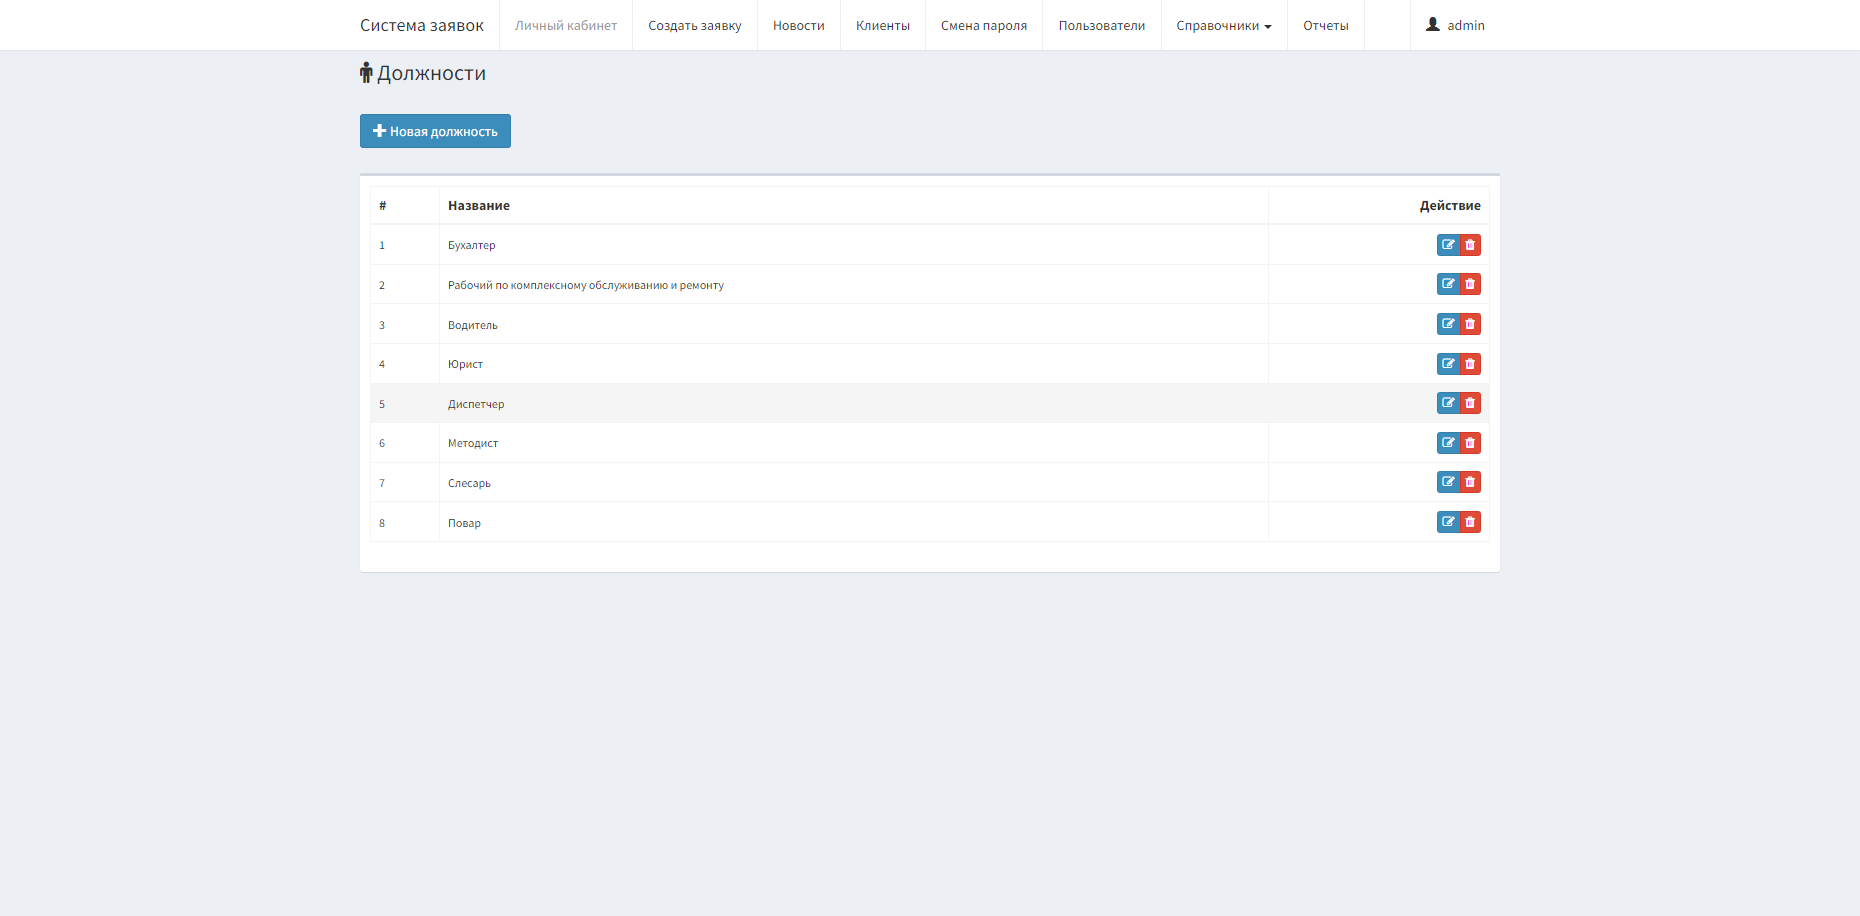 Система заявок Личный кабинет Создать заявку Новости Клиенты Смена пароля Пользователи Справочники Отчеты admin
Должности
Новая должность
# Название Действие
1 Бухалтер
2 Рабочий по комплексному обслуживанию и ремонту
3 Водитель
4 Юрист
5 Диспетчер
6 Методист
7 Слесарь
8 Повар